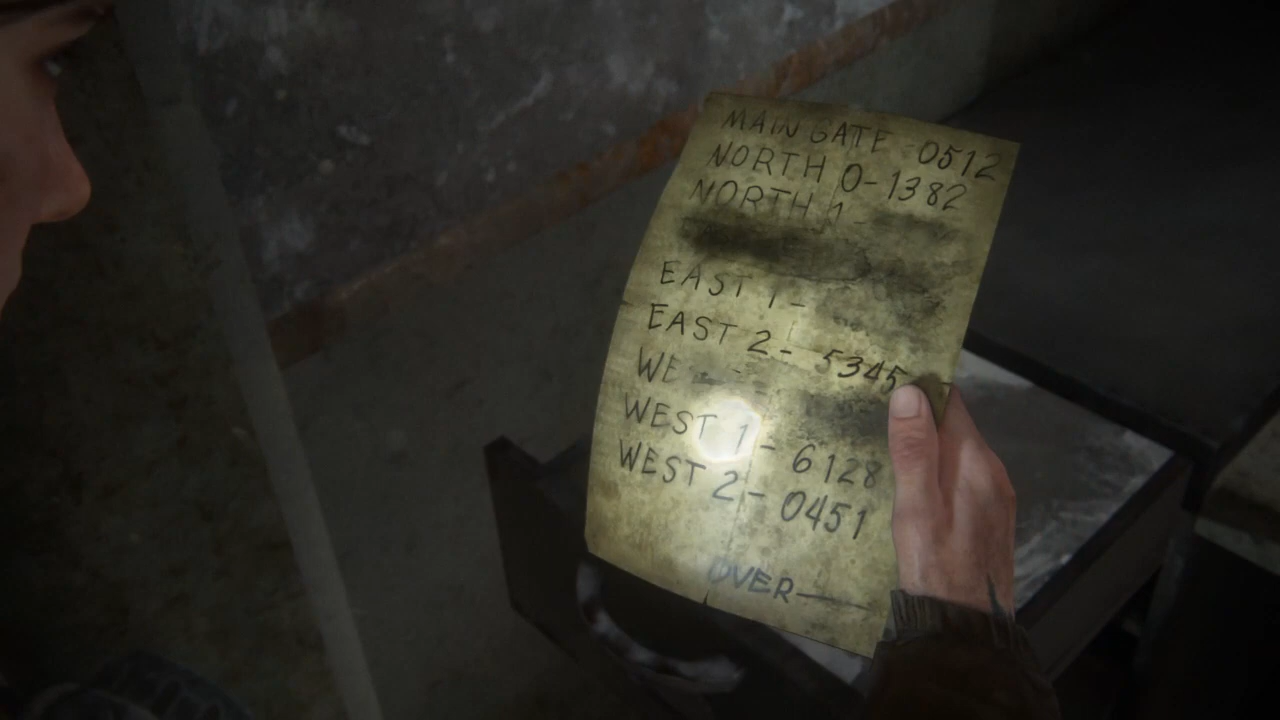 MAIN GATE 0512
NORTH 0-1382
NORTH 1-
EAST 1-
EAST 2- 5345
WE
WEST 1- 6128
WEST 2- 0451
OVER—